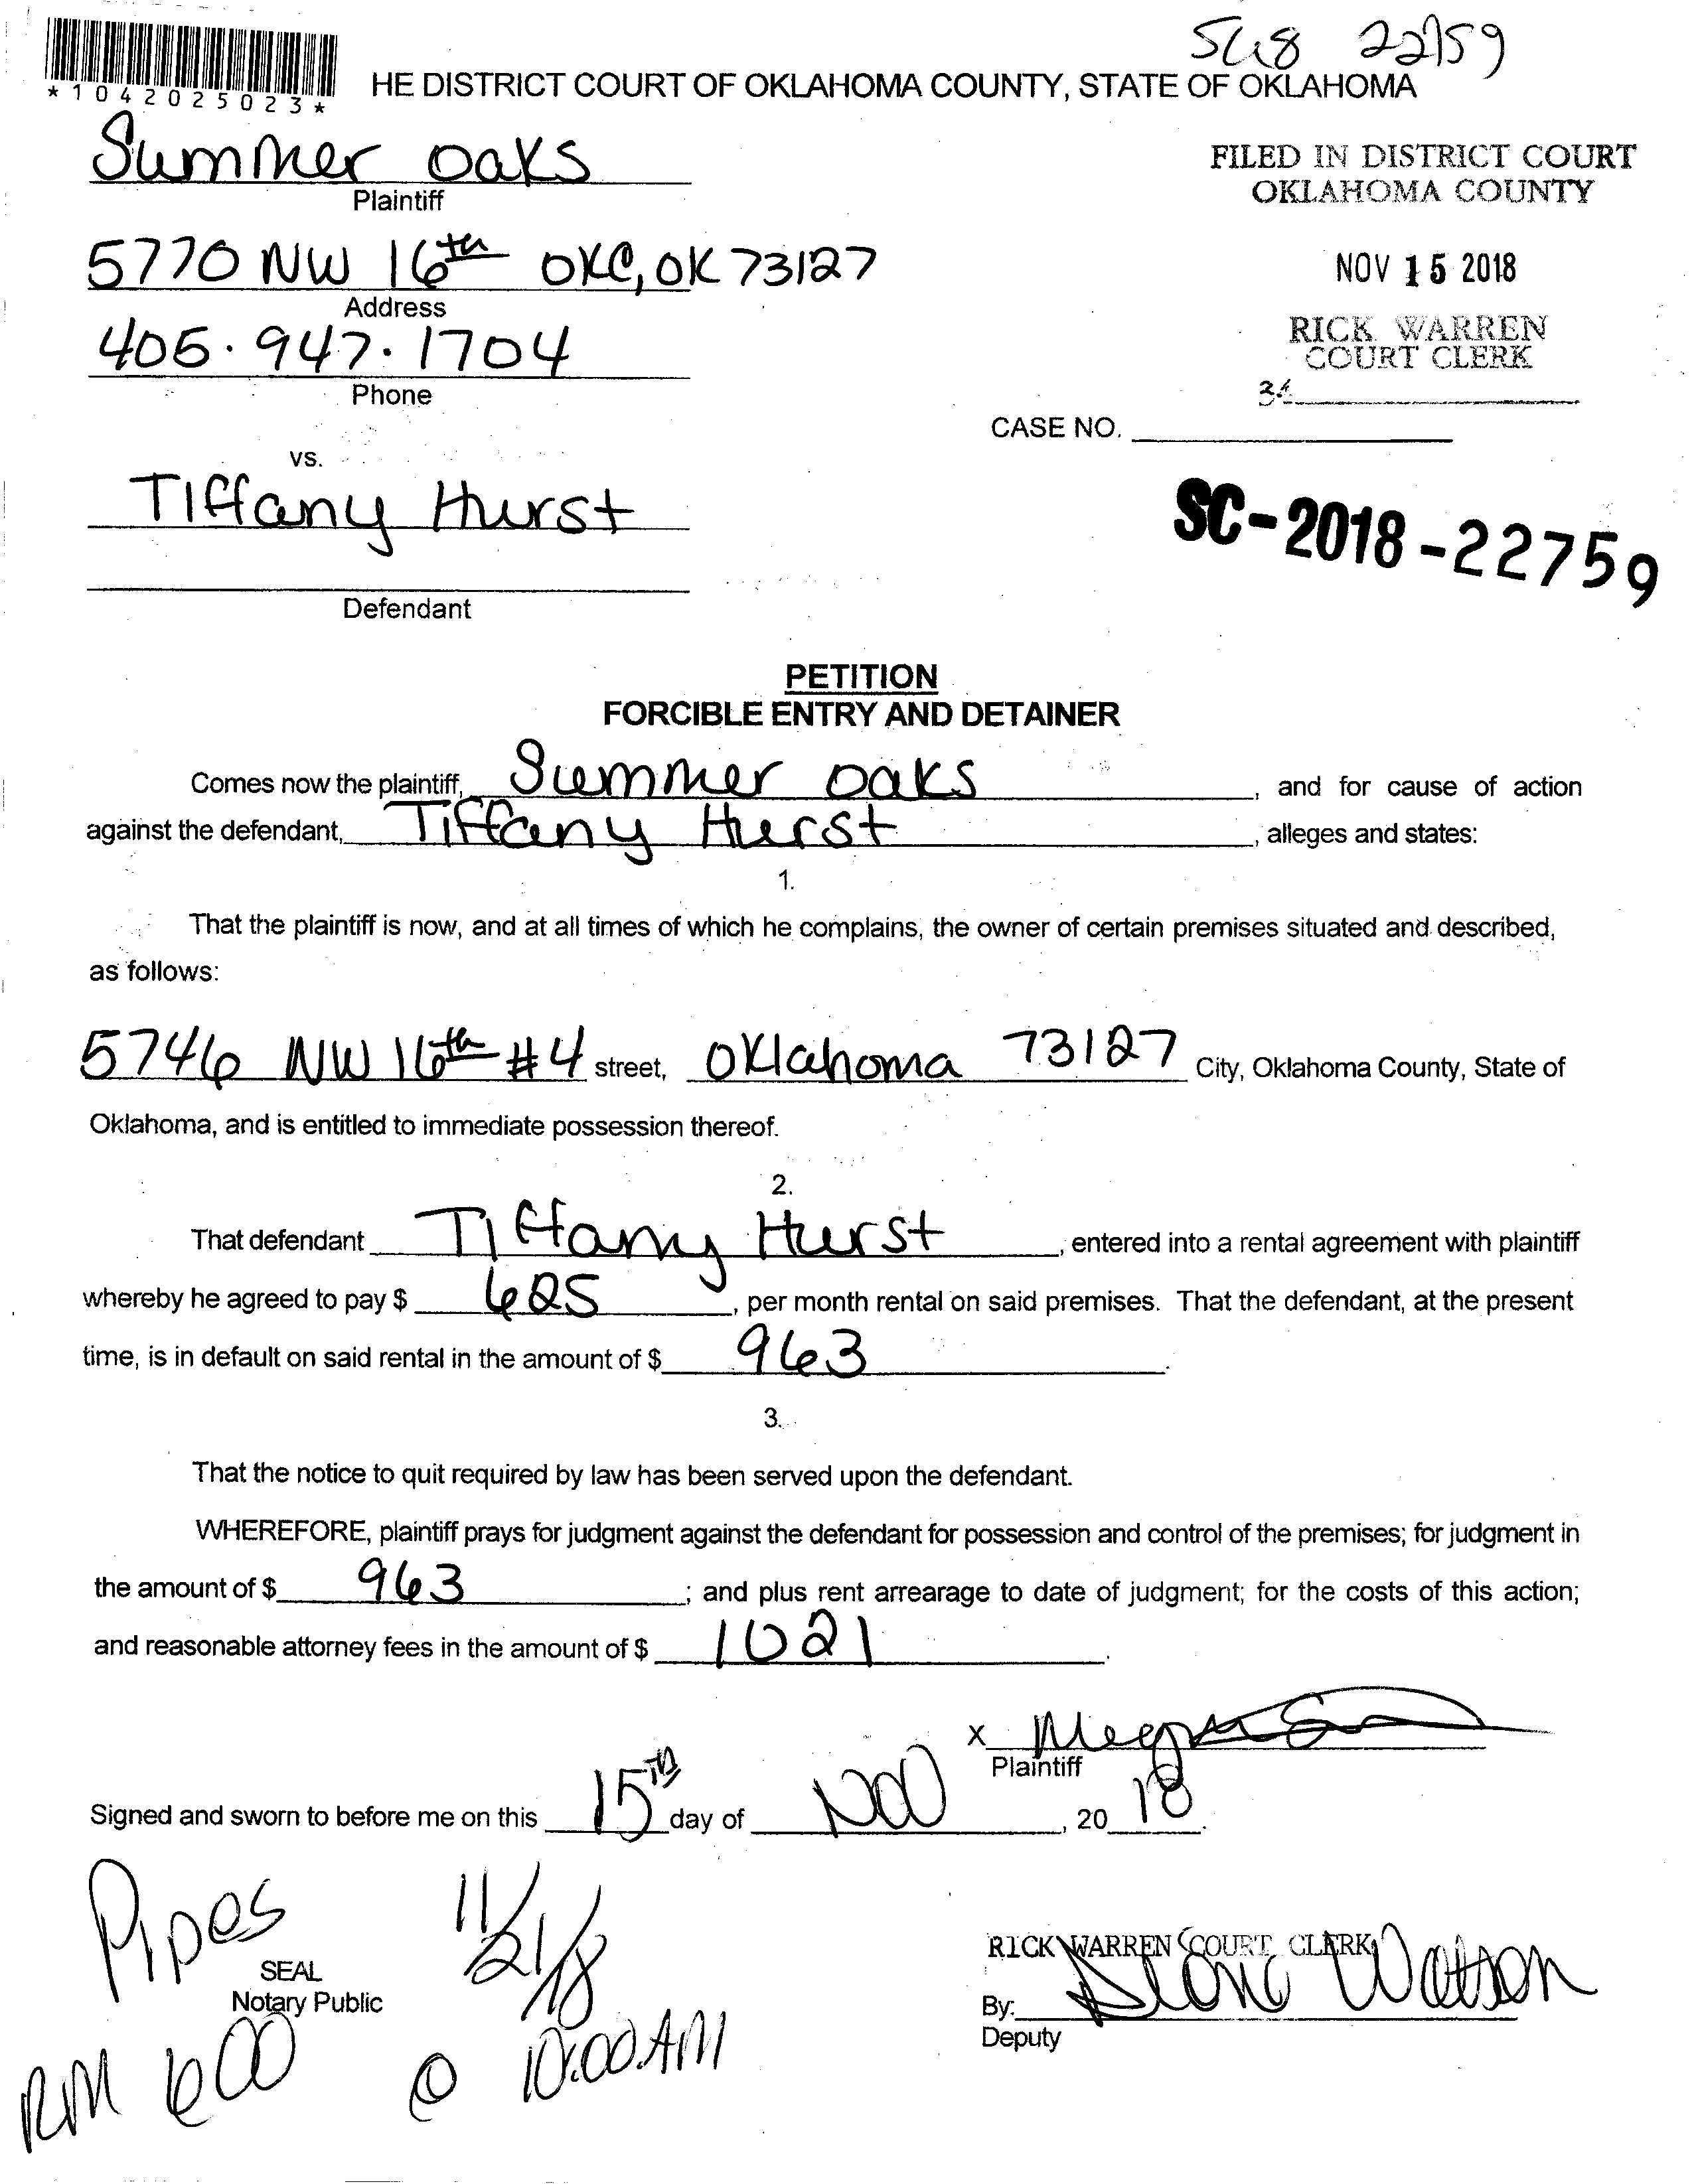 SC18 22759
*1042025023*
HE DISTRICT COURT OF OKLAHOMA COUNTY, STATE OF OKLAHOMA
Summer oaks
Plaintiff
FILED IN DISTRICT COURT
OKLAHOMA COUNTY
5770 NW 16th OKC, OK 73127
Address
NOV 15 2018
405.947.1704
Phone
RICK WARREN
COURT CLERK
34
CASE NO.
vs.
Tiffany Hurst
SC-2018-22759
Defendant
PETITION
FORCIBLE ENTRY AND DETAINER
Comes now the plaintiff, Summer oaks, and for cause of action
against the defendant, Tiffany Hurst, alleges and states:
1.
That the plaintiff is now, and at all times of which he complains, the owner of certain premises situated and described,
as follows:
5746 NW 16th #4 street, Oklahoma 73127 City, Oklahoma County, State of
Oklahoma, and is entitled to immediate possession thereof.
2.
That defendant Tiffany Hurst, entered into a rental agreement with plaintiff
whereby he agreed to pay $ 625, per month rental on said premises. That the defendant, at the present
time, is in default on said rental in the amount of $ 963.
3.
That the notice to quit required by law has been served upon the defendant.
WHEREFORE, plaintiff prays for judgment against the defendant for possession and control of the premises; for judgment in
the amount of $ 963; and plus rent arrearage to date of judgment; for the costs of this action;
and reasonable attorney fees in the amount of $ 1021.
X
Plaintiff
Signed and sworn to before me on this 15TH day of NOV, 2018.
Pipes
11/21/18
SEAL
Notary Public
RICK WARREN COURT CLERK
By: Watson
Deputy
RM 600 @ 10:00 AM